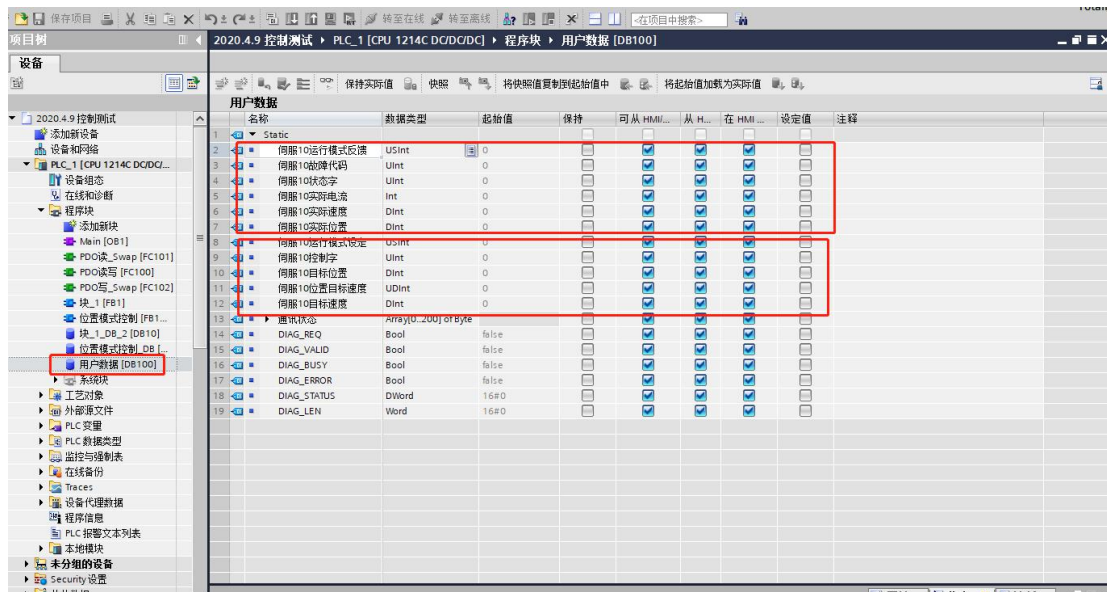 Totall
保存项目 转至在线 转至离线 <在项目中搜索>
项目树 2020.4.9 控制测试 ▸ PLC_1 [CPU 1214C DC/DC/DC] ▸ 程序块 ▸ 用户数据 [DB100]
设备
保持实际值 快照 将快照值复制到起始值中 将起始值加载为实际值
用户数据
名称 数据类型 起始值 保持 可从 HMI/... 从 H... 在 HMI ... 设定值 注释
1 Static
2 伺服10运行模式反馈 USInt 0
3 伺服10故障代码 UInt 0
4 伺服10状态字 UInt 0
5 伺服10实际电流 Int 0
6 伺服10实际速度 DInt 0
7 伺服10实际位置 DInt 0
8 伺服10运行模式设定 USInt 0
9 伺服10控制字 UInt 0
10 伺服10目标位置 DInt 0
11 伺服10位置目标速度 UDInt 0
12 伺服10目标速度 DInt 0
13 通讯状态 Array[0..200] of Byte
14 DIAG_REQ Bool false
15 DIAG_VALID Bool false
16 DIAG_BUSY Bool false
17 DIAG_ERROR Bool false
18 DIAG_STATUS DWord 16#0
19 DIAG_LEN Word 16#0
2020.4.9 控制测试
添加新设备
设备和网络
PLC_1 [CPU 1214C DC/DC/...
设备组态
在线和诊断
程序块
添加新块
Main [OB1]
PDO读_Swap [FC101]
PDO读写 [FC100]
PDO写_Swap [FC102]
块_1 [FB1]
位置模式控制 [FB1...
块_1_DB_2 [DB10]
位置模式控制_DB [...
用户数据 [DB100]
系统块
工艺对象
外部源文件
PLC 变量
PLC 数据类型
监控与强制表
在线备份
Traces
设备代理数据
程序信息
PLC 报警文本列表
本地模块
未分组的设备
Security 设置